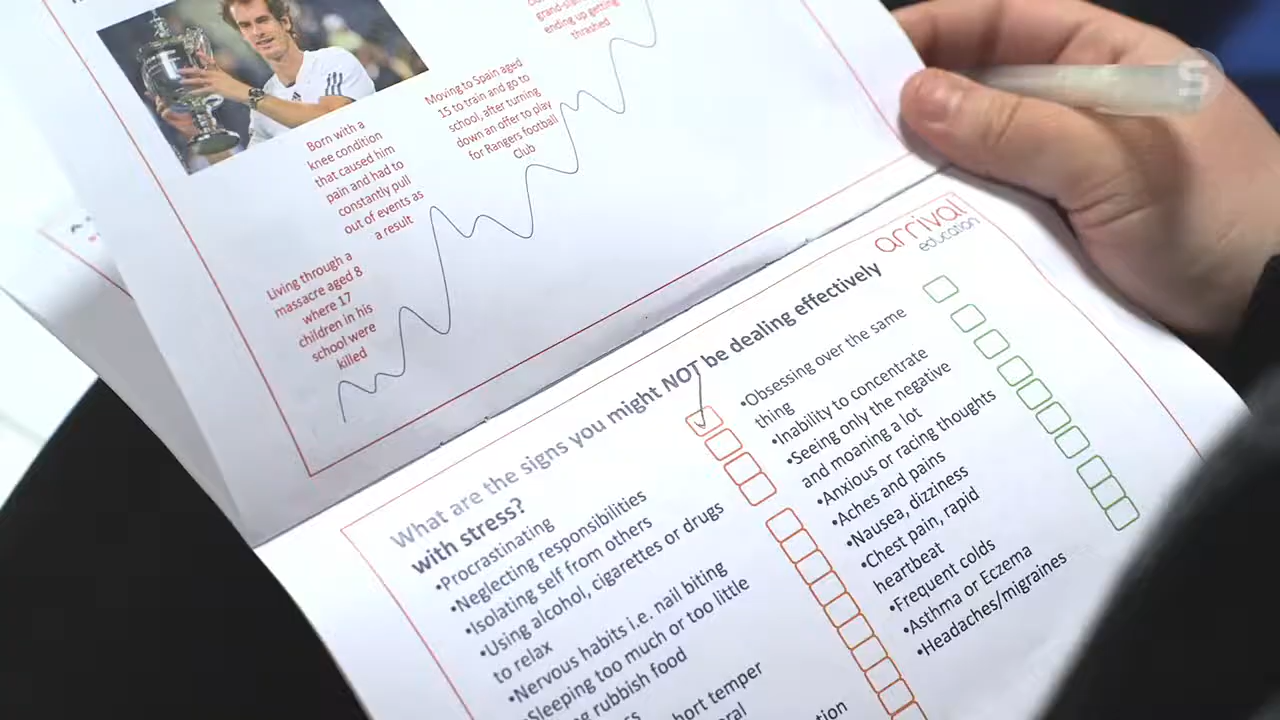 grand-sl
ending up getting
thrashed
Moving to Spain aged
15 to train and go to
school, after turning
down an offer to play
for Rangers football
Club
Born with a
knee condition
that caused him
pain and had to
constantly pull
out of events as
a result
Living through a
massacre aged 8
where 17
children in his
school were
killed
arrival
education
What are the signs you might NOT be dealing effectively
with stress?
•Procrastinating
•Neglecting responsibilities
•Isolating self from others
•Using alcohol, cigarettes or drugs
to relax
•Nervous habits i.e. nail biting
•Sleeping too much or too little
rubbish food
temper
•Obsessing over the same
thing
•Inability to concentrate
•Seeing only the negative
and moaning a lot
•Anxious or racing thoughts
•Aches and pains
•Nausea, dizziness
•Chest pain, rapid
heartbeat
•Frequent colds
•Asthma or Eczema
•Headaches/migraines
S